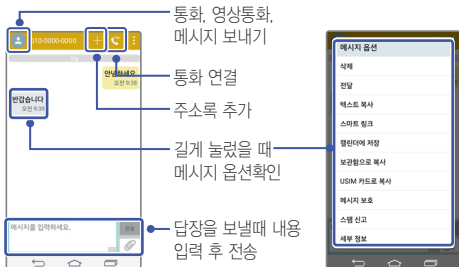 통화, 영상통화,
메시지 보내기
010-0000-0000
안녕하세요
오전 9:38
통화 연결
반갑습니다
오전 9:38
주소록 추가
길게 눌렀을 때
메시지 옵션확인
메시지를 입력하세요.
전송
답장을 보낼때 내용
입력 후 전송
메시지 옵션
삭제
전달
텍스트 복사
스마트 링크
캘린더에 저장
보관함으로 복사
USIM 카드로 복사
메시지 보호
스팸 신고
세부 정보